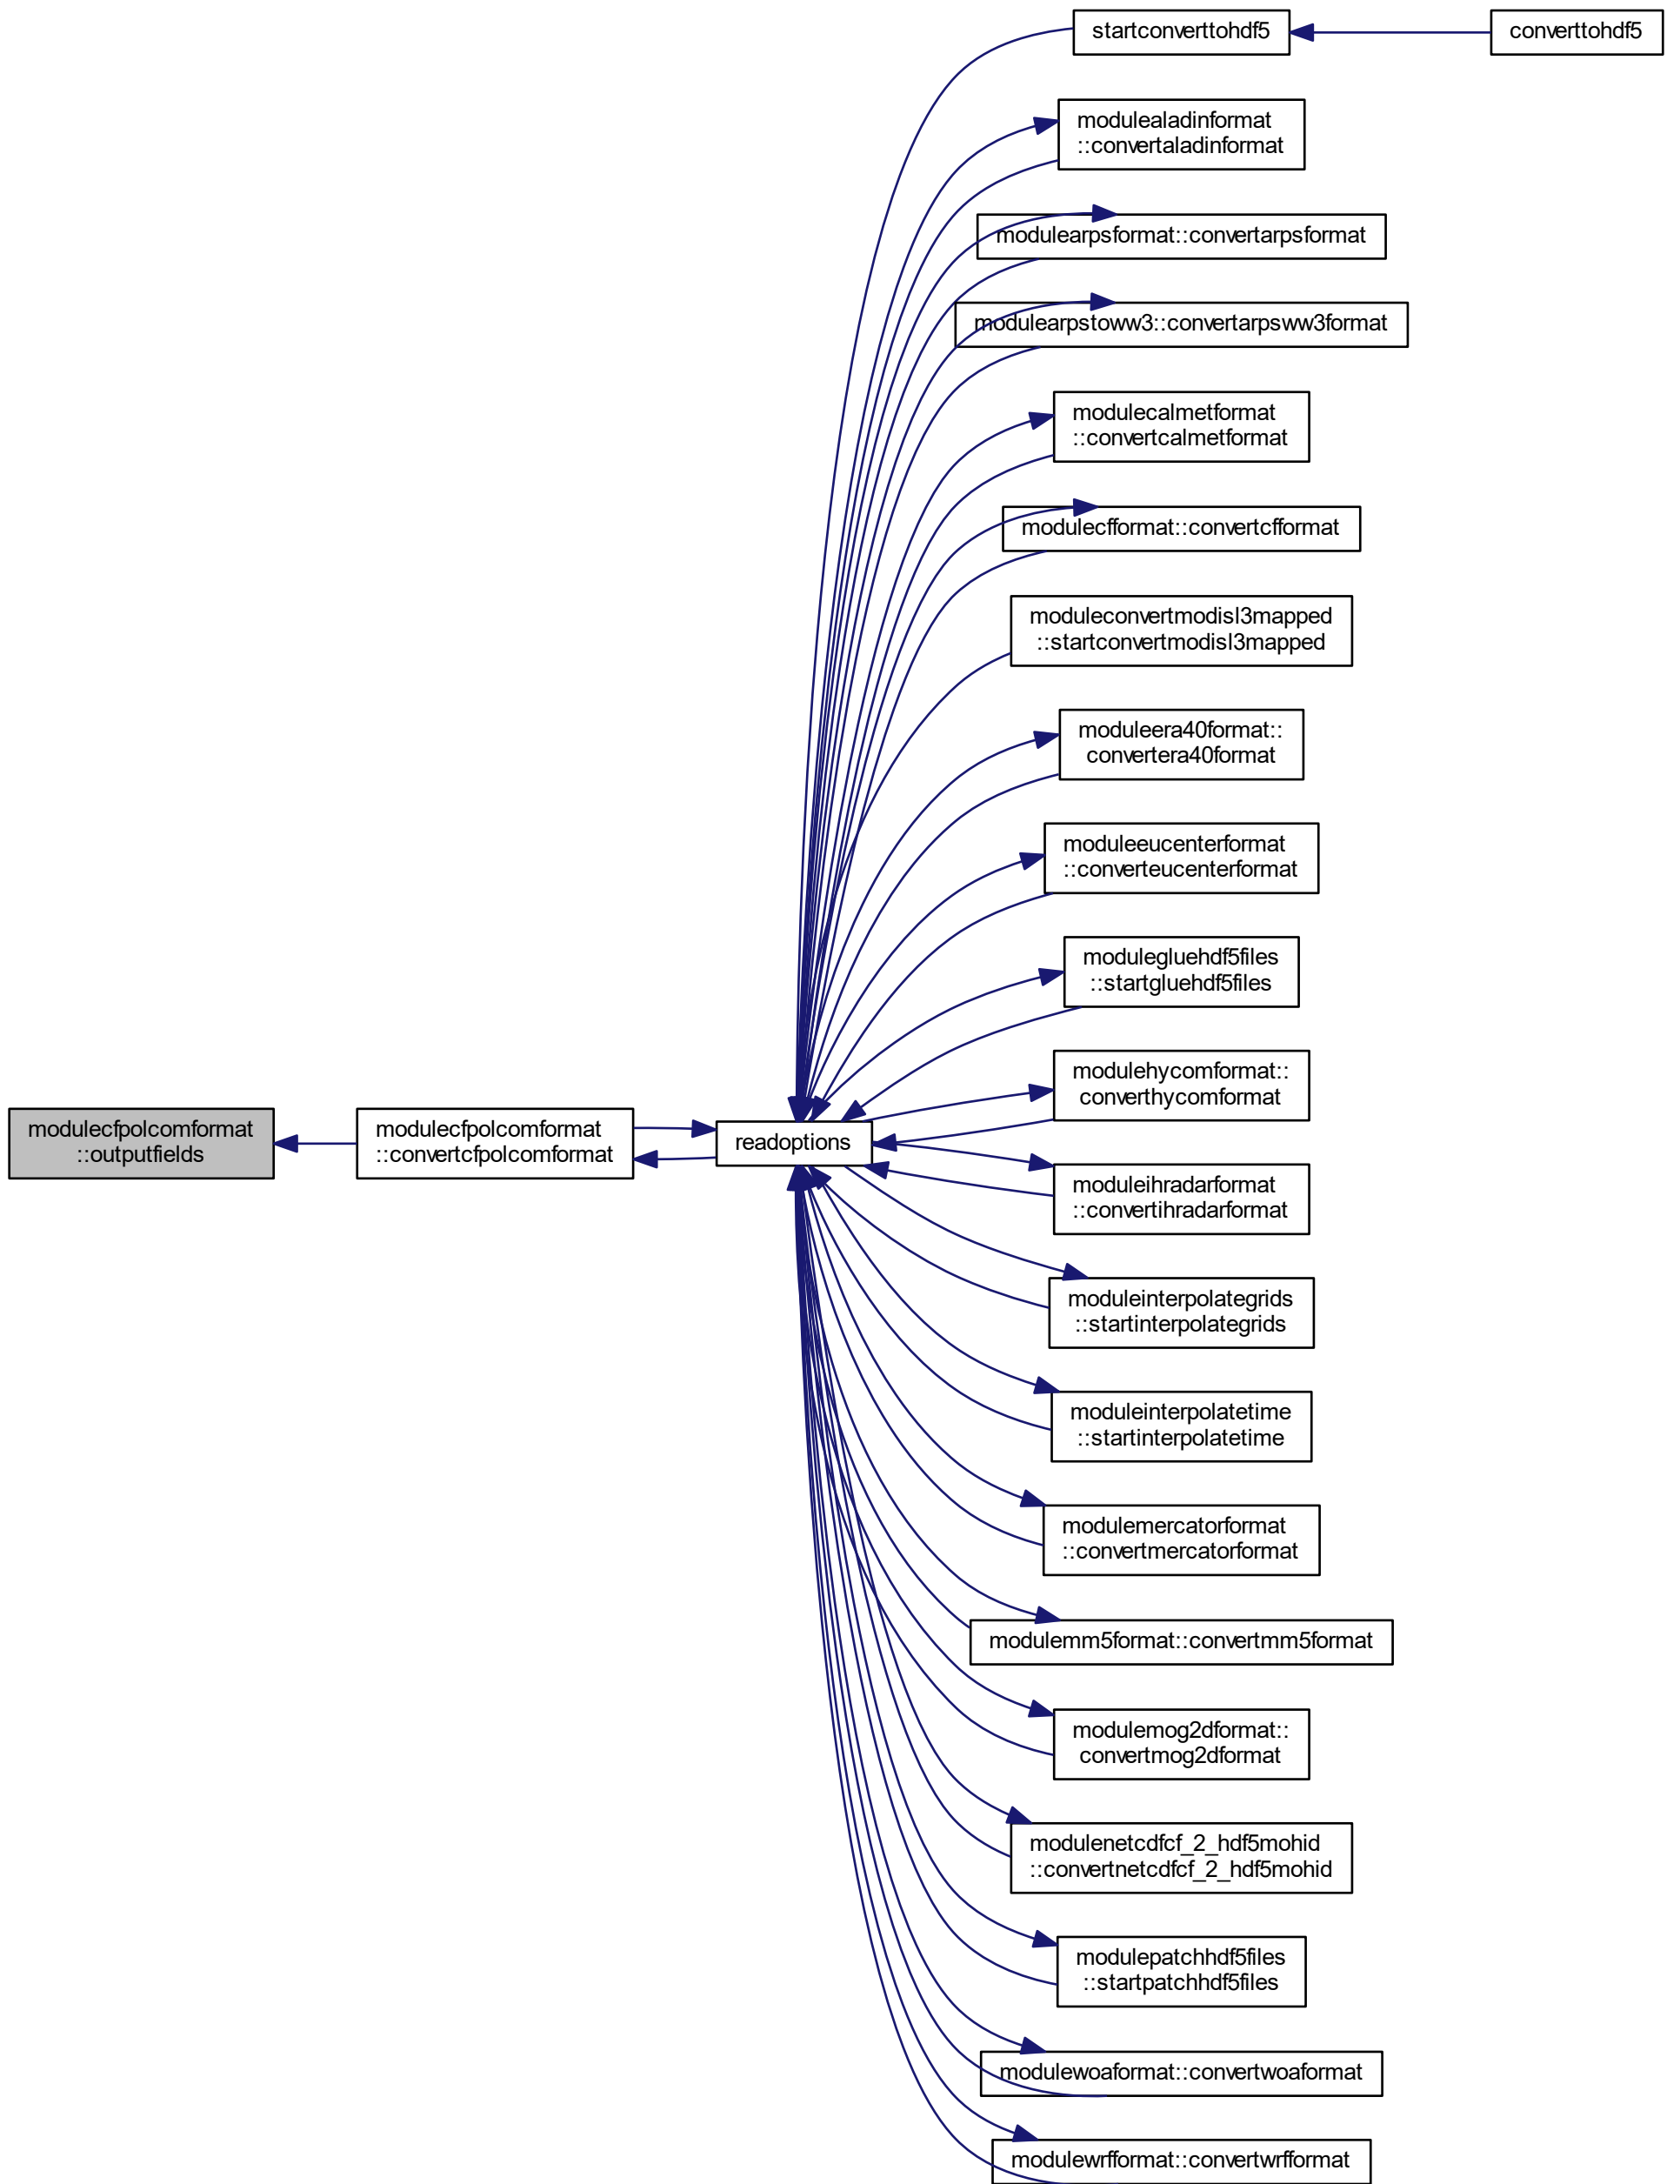 startconverttohdf5
converttohdf5
modulealadinformat
::convertaladinformat
modulearpsformat::convertarpsformat
modulearpstoww3::convertarpsww3format
modulecalmetformat
::convertcalmetformat
modulecfformat::convertcfformat
moduleconvertmodisl3mapped
::startconvertmodisl3mapped
moduleera40format::
convertera40format
moduleeucenterformat
::converteucenterformat
modulegluehdf5files
::startgluehdf5files
modulecfpolcomformat
::outputfields
modulecfpolcomformat
::convertcfpolcomformat
readoptions
modulehycomformat::
converthycomformat
moduleihradarformat
::convertihradarformat
moduleinterpolategrids
::startinterpolategrids
moduleinterpolatetime
::startinterpolatetime
modulemercatorformat
::convertmercatorformat
modulemm5format::convertmm5format
modulemog2dformat::
convertmog2dformat
modulenetcdfcf_2_hdf5mohid
::convertnetcdfcf_2_hdf5mohid
modulepatchhdf5files
::startpatchhdf5files
modulewoaformat::convertwoaformat
modulewrfformat::convertwrfformat